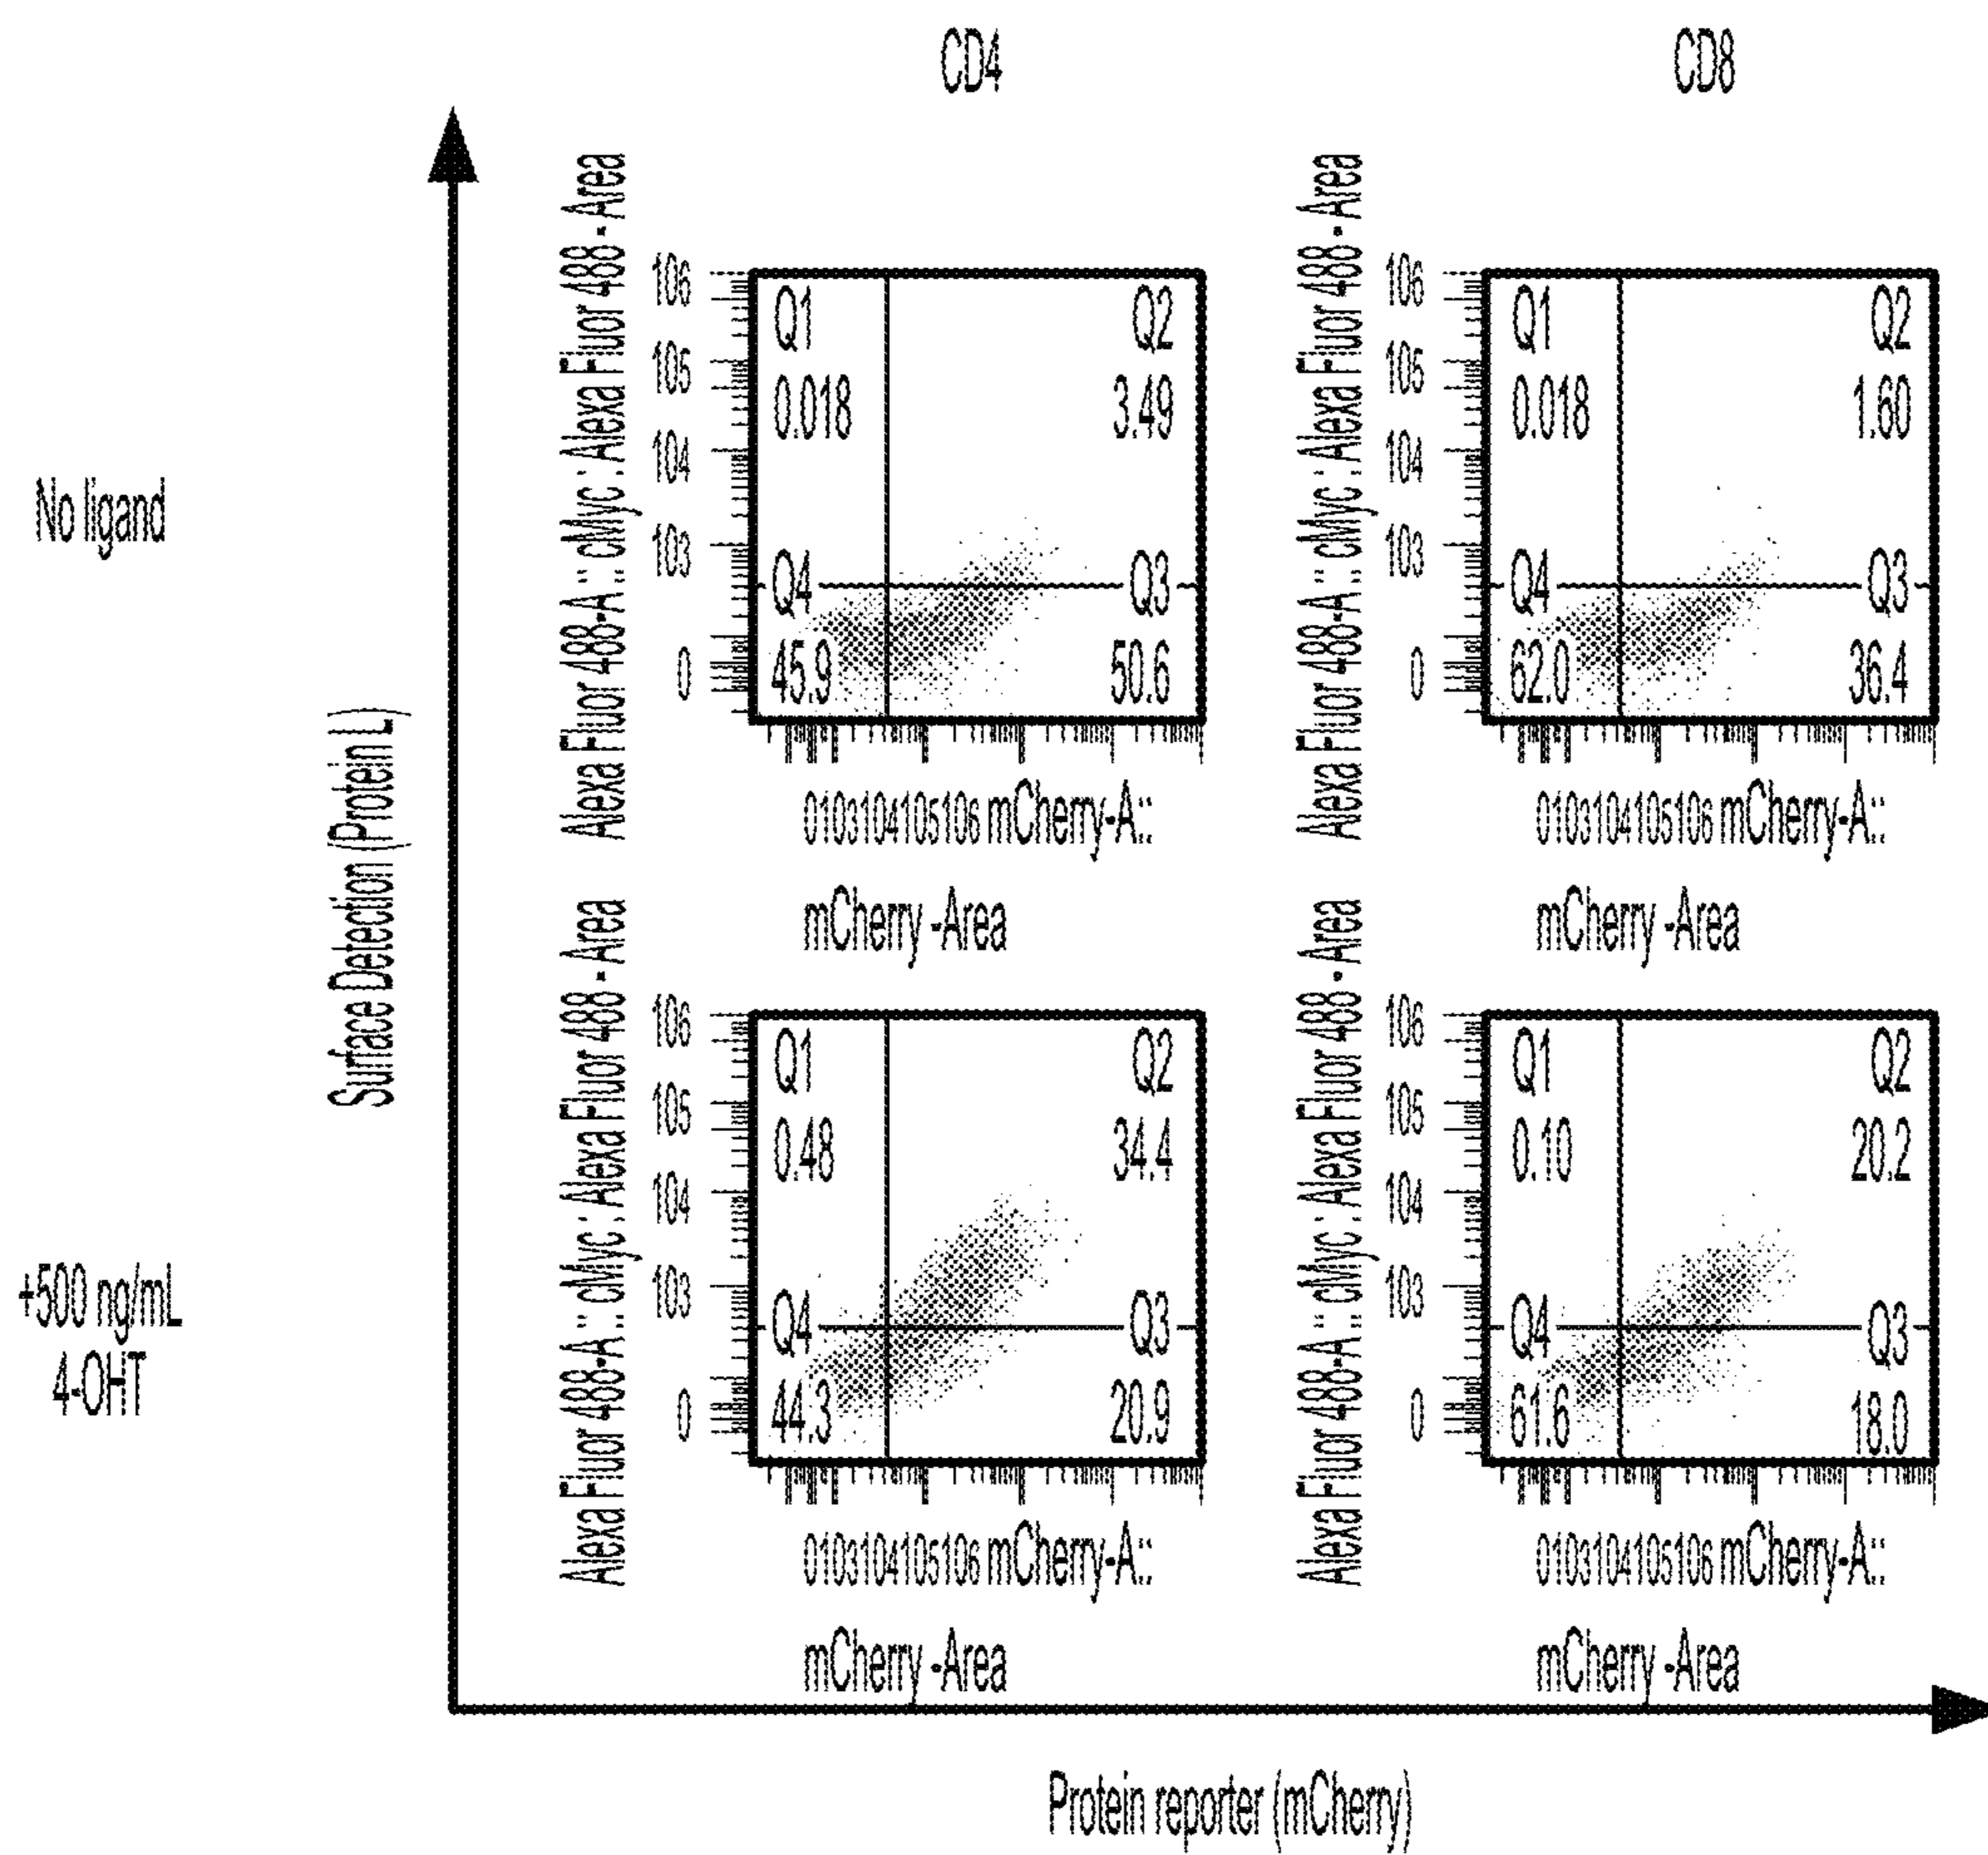 CD4
CD8
No ligand
+500 ng/mL
4-OHT
Surface Detection (Protein L)
Alexa Fluor 488-A :: cMyc : Alexa Fluor 488 - Area
106
105
104
103
0
Q1
0.018
Q2
3.49
Q4
45.9
Q3
50.6
0103104105106 mCherry-A::
mCherry -Area
Alexa Fluor 488-A :: cMyc : Alexa Fluor 488 - Area
106
105
104
103
0
Q1
0.018
Q2
1.60
Q4
62.0
Q3
36.4
0103104105106 mCherry-A::
mCherry -Area
Alexa Fluor 488-A :: cMyc : Alexa Fluor 488 - Area
106
105
104
103
0
Q1
0.48
Q2
34.4
Q4
44.3
Q3
20.9
0103104105106 mCherry-A::
mCherry -Area
Alexa Fluor 488-A :: cMyc : Alexa Fluor 488 - Area
106
105
104
103
0
Q1
0.10
Q2
20.2
Q4
61.6
Q3
18.0
0103104105106 mCherry-A::
mCherry -Area
Protein reporter (mCherry)